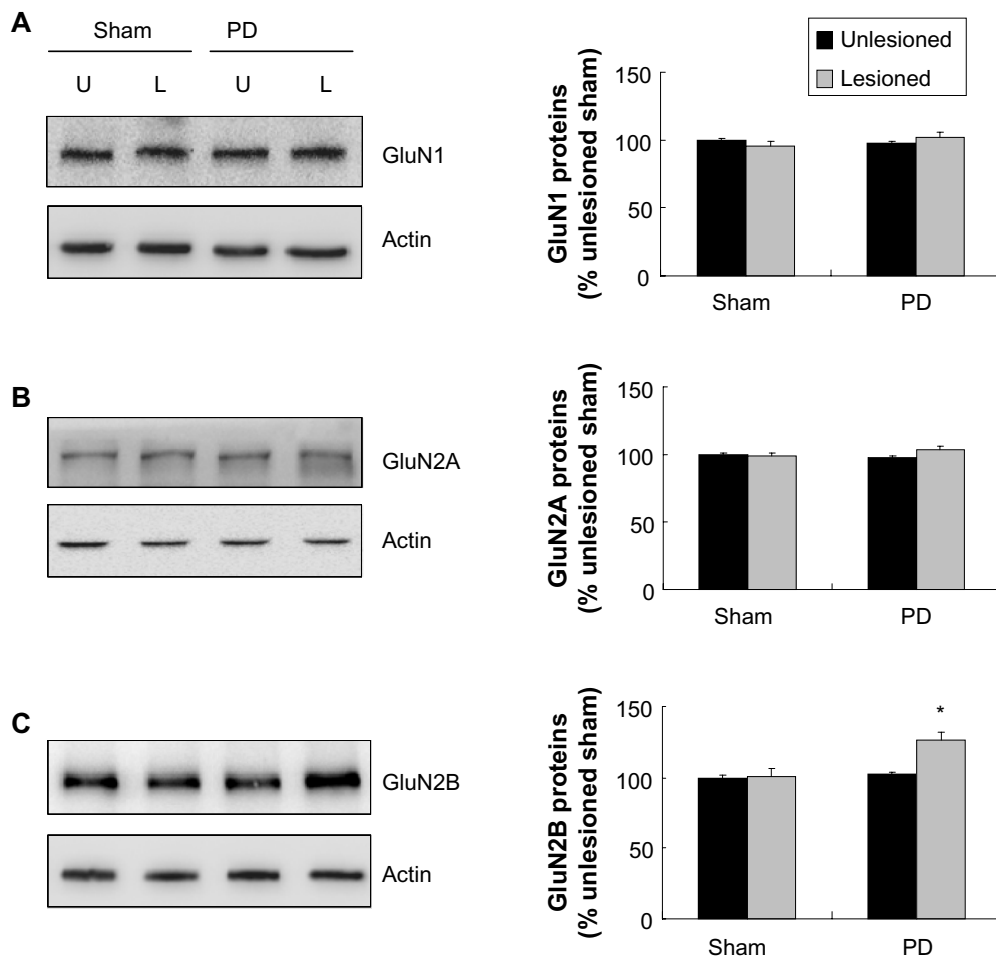 A
Sham PD
U L U L
GluN1
Actin
Unlesioned
Lesioned
GluN1 proteins
(% unlesioned sham)
150
100
50
0
Sham PD
B
GluN2A
Actin
GluN2A proteins
(% unlesioned sham)
150
100
50
0
Sham PD
C
GluN2B
Actin
GluN2B proteins
(% unlesioned sham)
150
100
50
0
*
Sham PD